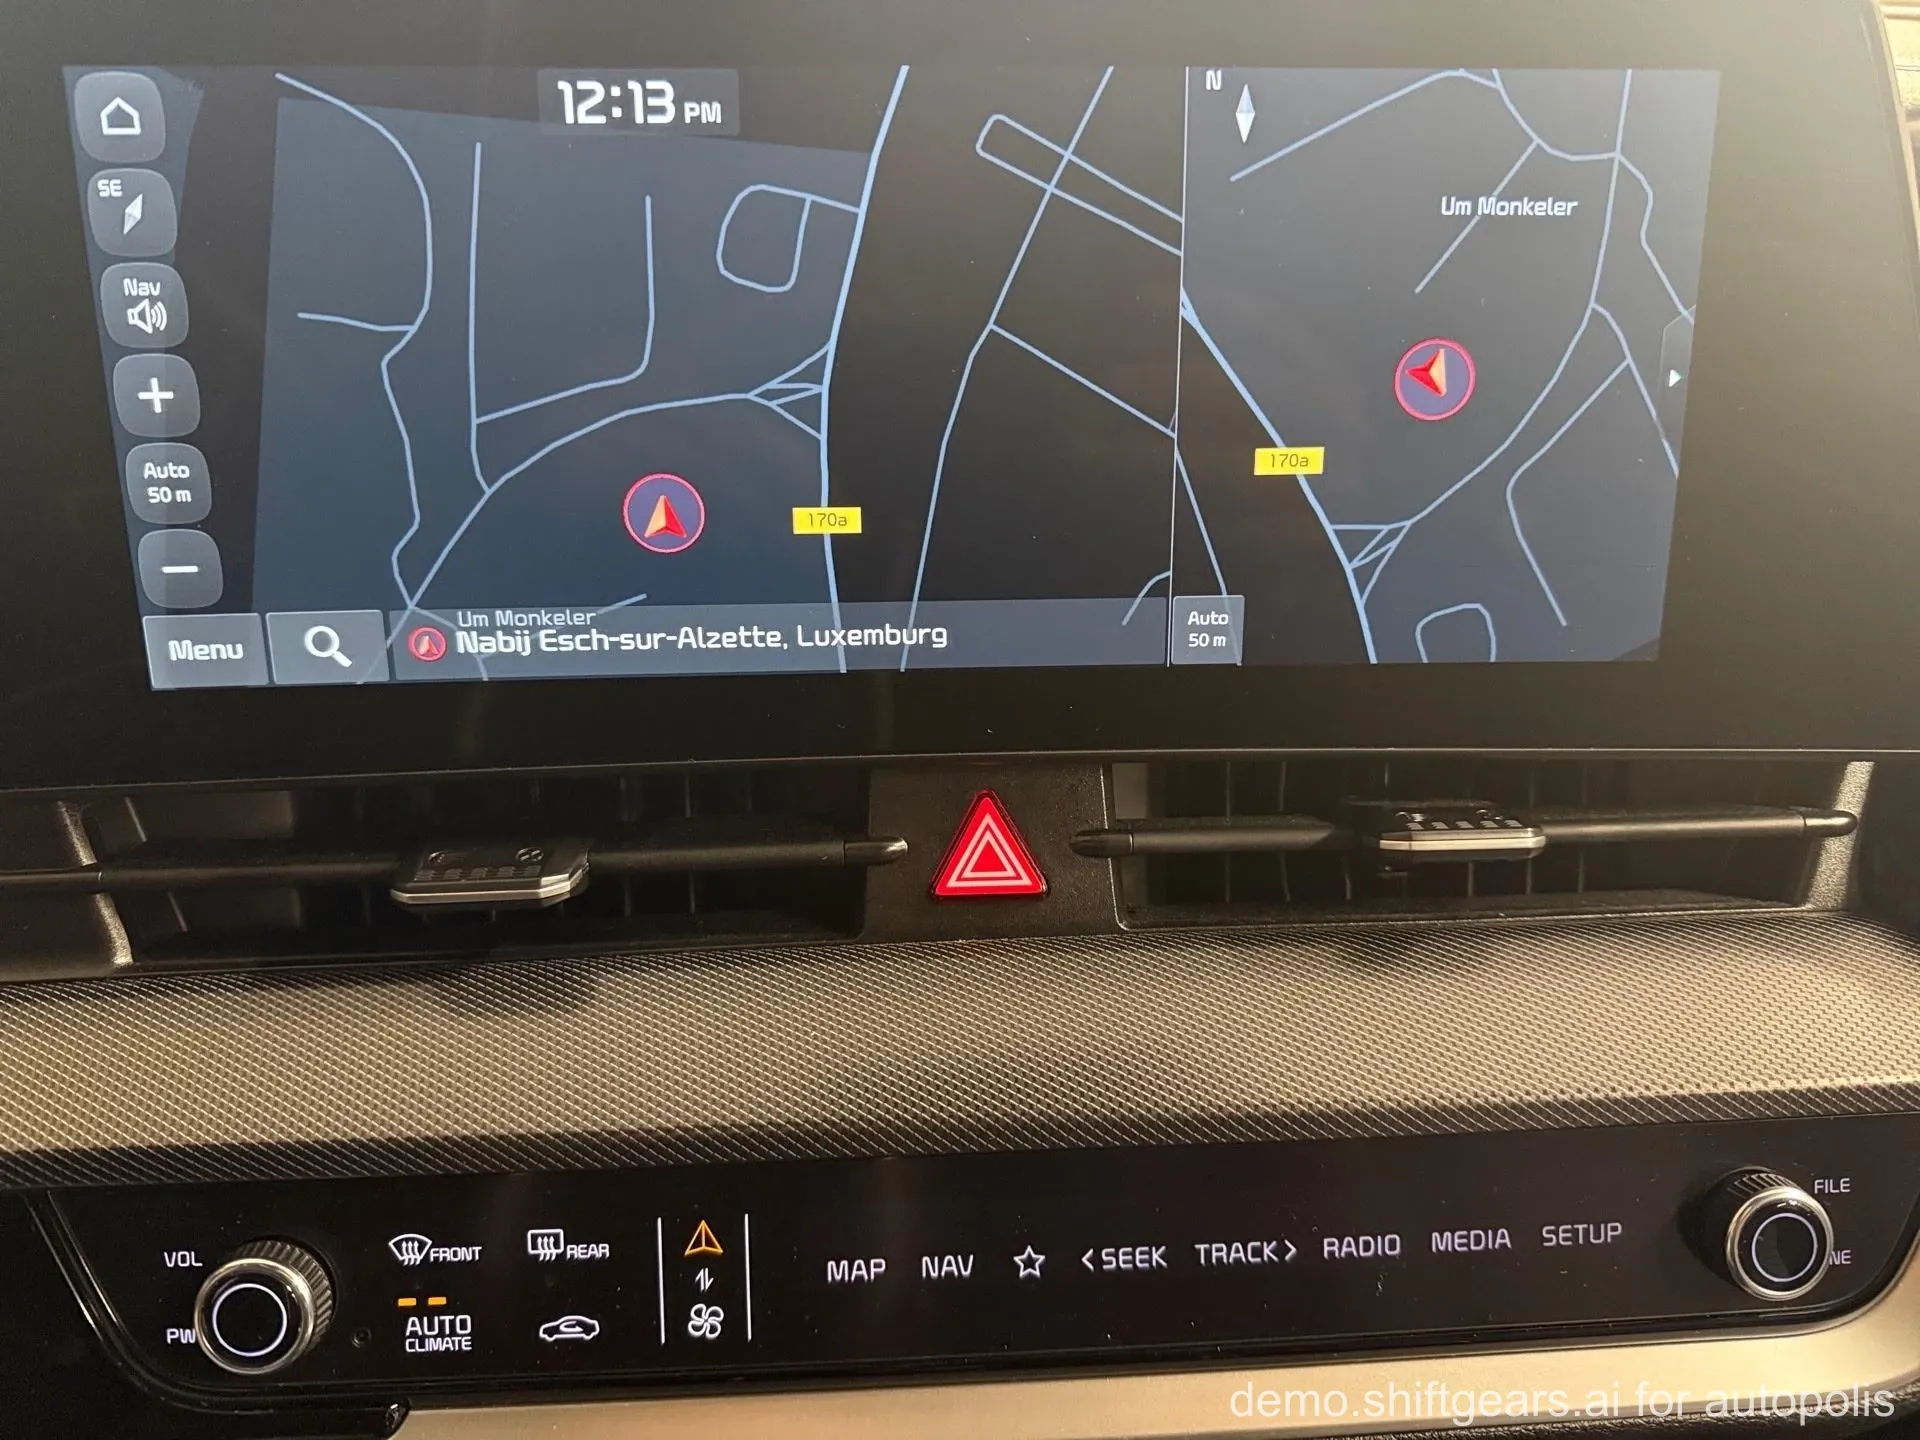 12:13 PM
N
SE
Um Monkeler
Nav
170a
Auto
50 m
170a
Um Monkeler
Nabij Esch-sur-Alzette, Luxemburg
Auto
50 m
Menu
VOL
FRONT
REAR
MAP
NAV
< SEEK
TRACK >
RADIO
MEDIA
SETUP
FILE
AUTO
CLIMATE
demo.shiftgears.ai for autopolis